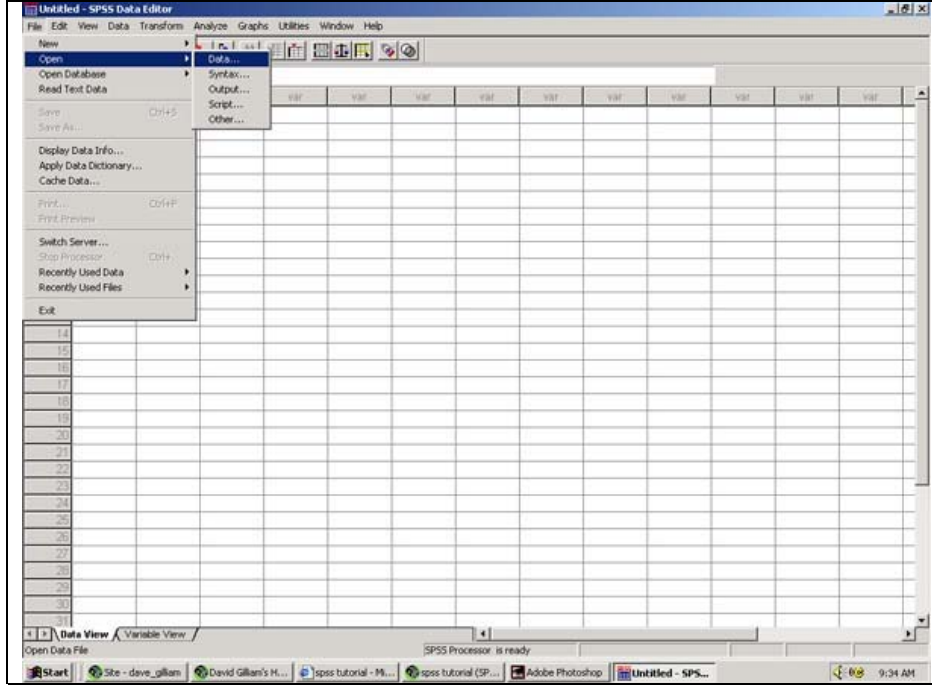 Untitled - SPSS Data Editor
File Edit View Data Transform Analyze Graphs Utilities Window Help
New
Open
Open Database
Read Text Data
Save Ctrl+S
Save As...
Display Data Info...
Apply Data Dictionary...
Cache Data...
Print... Ctrl+P
Print Preview
Switch Server...
Stop Processor Ctrl+.
Recently Used Data
Recently Used Files
Exit
Data...
Syntax...
Output...
Script...
Other...
var var var var var var var var var var
14
15
16
17
18
19
20
21
22
23
24
25
26
27
28
29
30
31
Data View Variable View
Open Data File SPSS Processor is ready
Start Site - dave_gilliam David Gilliam's H... spss tutorial - Mi... spss tutorial (SP... Adobe Photoshop Untitled - SPS... 9:34 AM